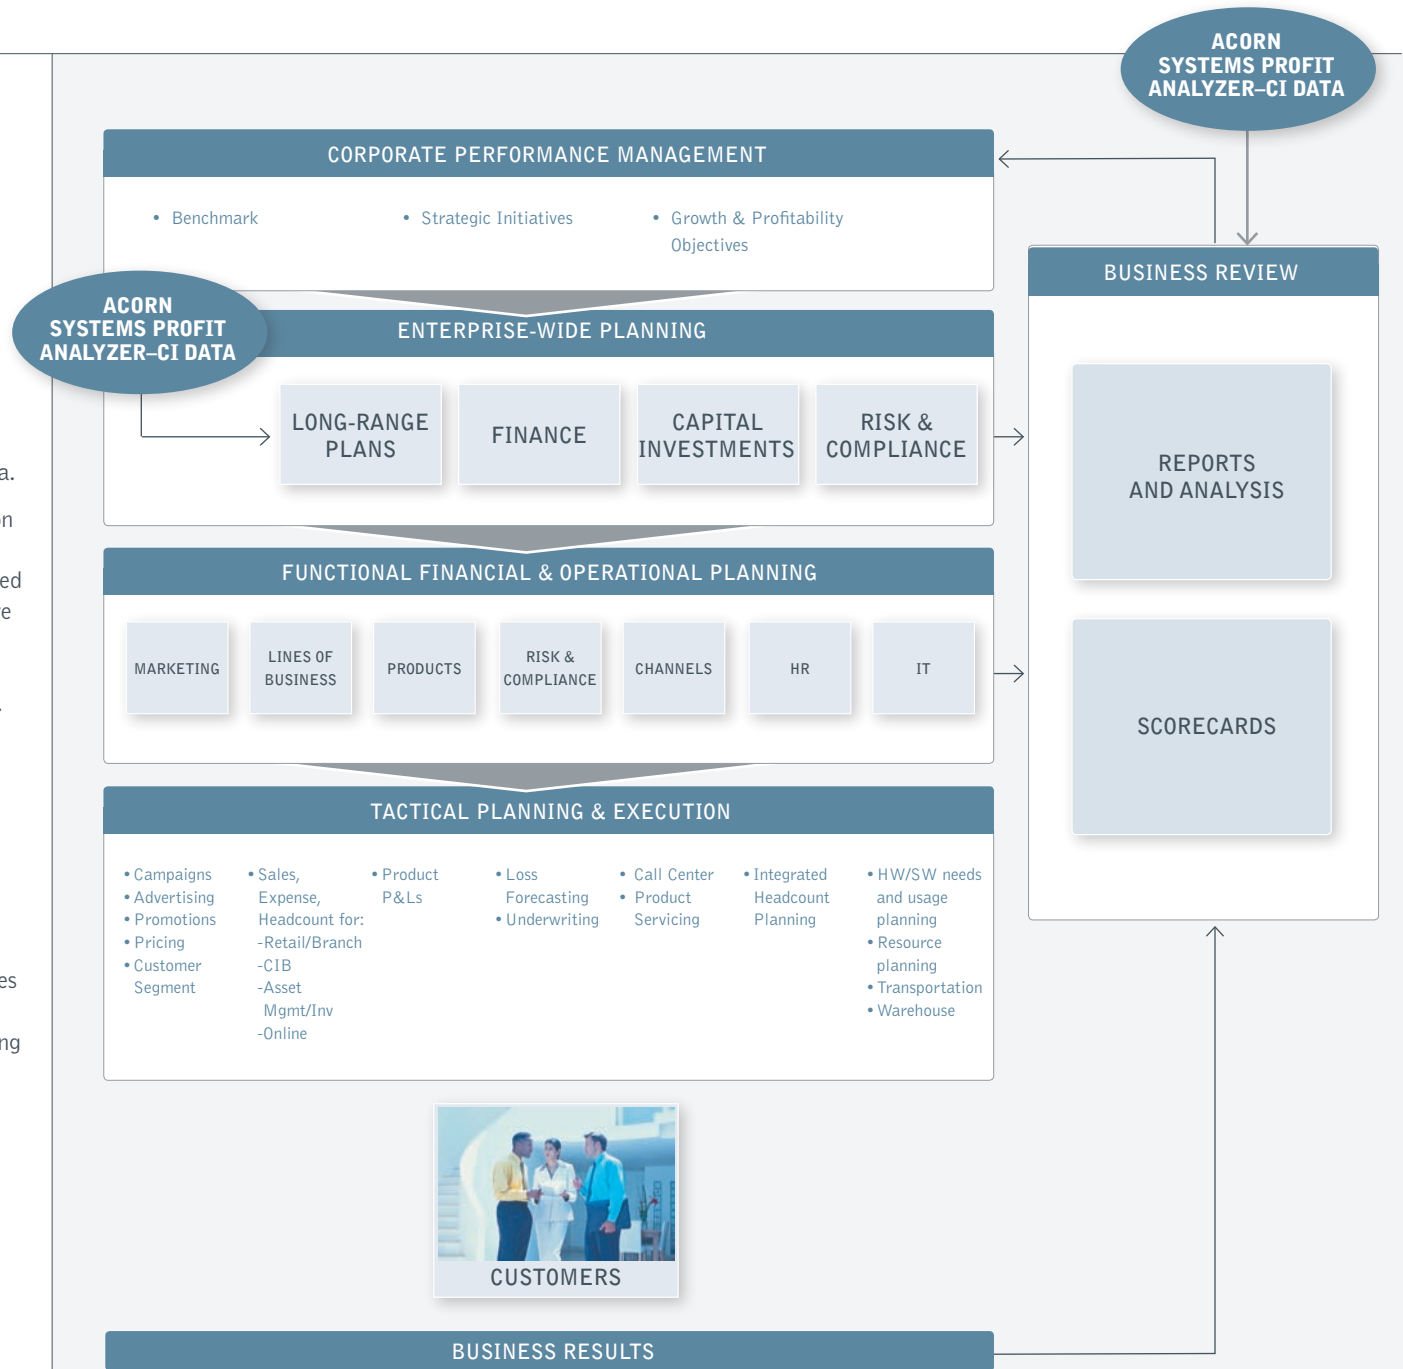 ACORN
SYSTEMS PROFIT
ANALYZER–CI DATA
CORPORATE PERFORMANCE MANAGEMENT
• Benchmark
• Strategic Initiatives
• Growth & Profitability
Objectives
ACORN
SYSTEMS PROFIT
ANALYZER–CI DATA
ENTERPRISE-WIDE PLANNING
LONG-RANGE
PLANS
FINANCE
CAPITAL
INVESTMENTS
RISK &
COMPLIANCE
FUNCTIONAL FINANCIAL & OPERATIONAL PLANNING
MARKETING
LINES OF
BUSINESS
PRODUCTS
RISK &
COMPLIANCE
CHANNELS
HR
IT
TACTICAL PLANNING & EXECUTION
• Campaigns
• Advertising
• Promotions
• Pricing
• Customer
Segment
• Sales,
Expense,
Headcount for:
-Retail/Branch
-CIB
-Asset
Mgmt/Inv
-Online
• Product
P&Ls
• Loss
Forecasting
• Underwriting
• Call Center
• Product
Servicing
• Integrated
Headcount
Planning
• HW/SW needs
and usage
planning
• Resource
planning
• Transportation
• Warehouse
CUSTOMERS
BUSINESS RESULTS
BUSINESS REVIEW
REPORTS
AND ANALYSIS
SCORECARDS